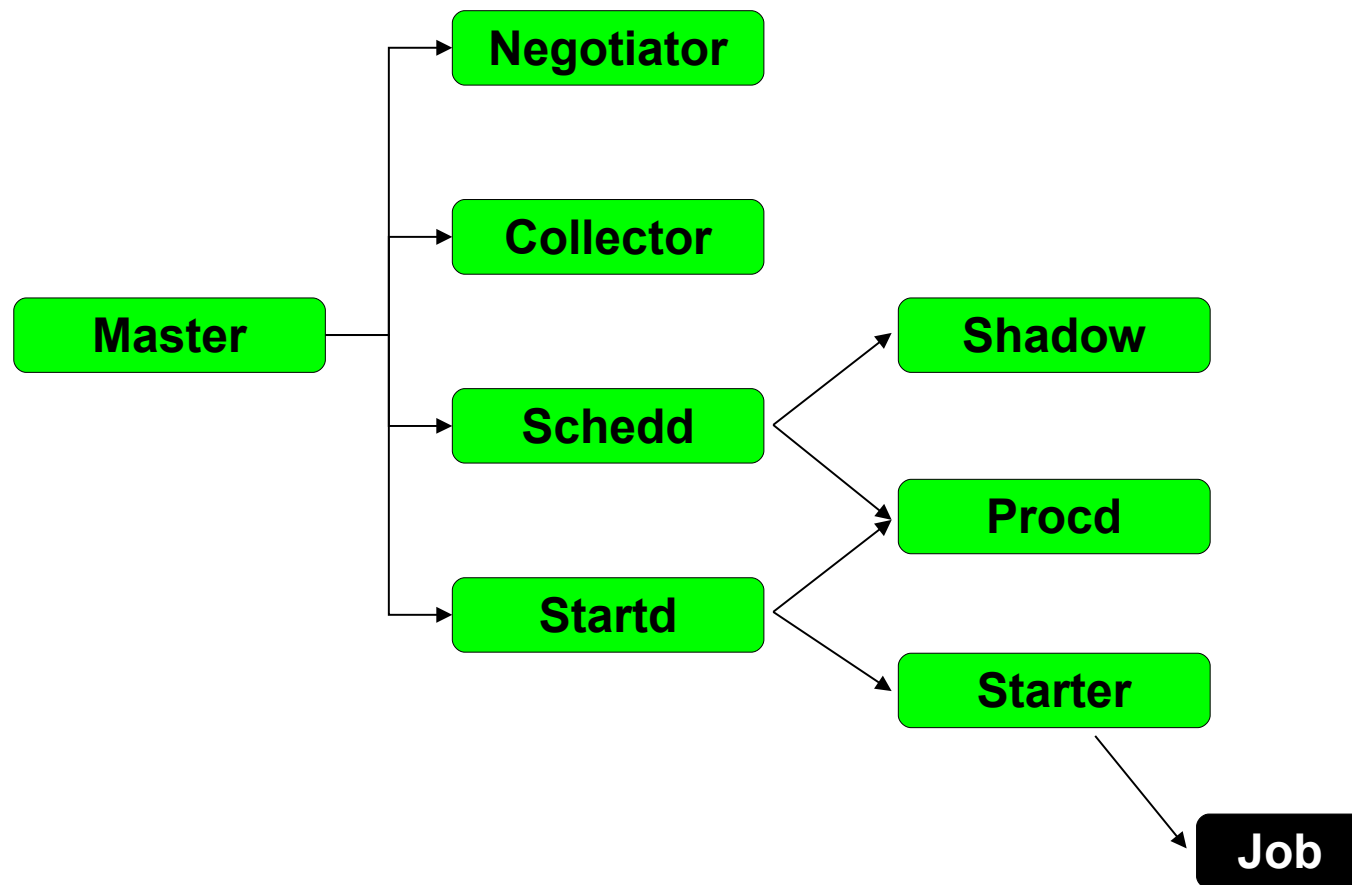 Negotiator
Collector
Master
Shadow
Schedd
Procd
Startd
Starter
Job